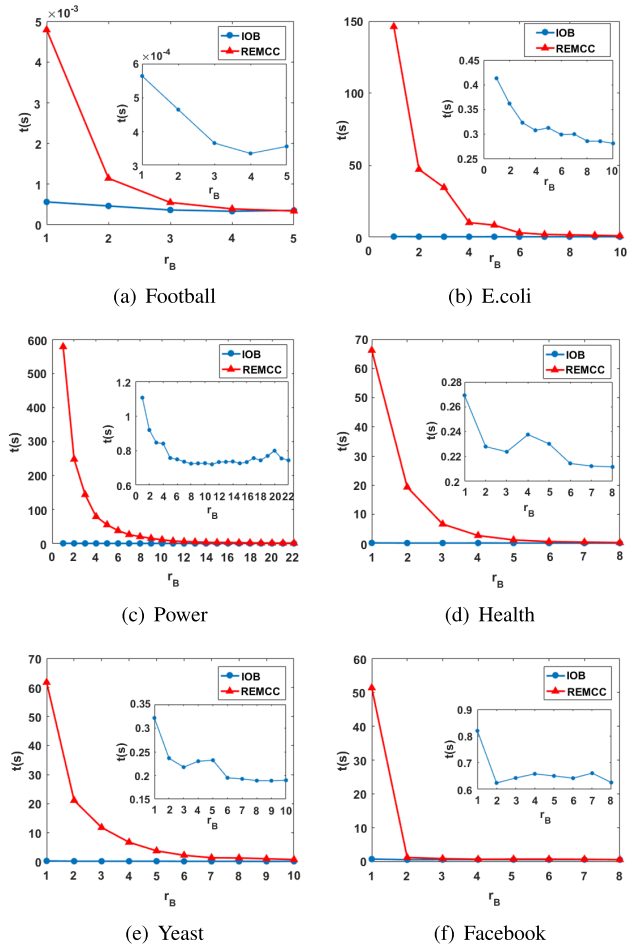 ×10⁻³
5
4
3
2
1
0
t(s)
IOB
REMCC
×10⁻⁴
6
5
4
3
t(s)
1 2 3 4 5
r_B
1 2 3 4 5
r_B
(a) Football
150
100
50
0
t(s)
IOB
REMCC
0.45
0.35
0.25
t(s)
0 2 4 6 8 10
r_B
0 2 4 6 8 10
r_B
(b) E.coli
600
500
400
300
200
100
0
t(s)
IOB
REMCC
1.2
1
0.8
0.6
t(s)
0 2 4 6 8 10 12 14 16 18 20 22
r_B
0 2 4 6 8 10 12 14 16 18 20 22
r_B
(c) Power
70
60
50
40
30
20
10
0
t(s)
IOB
REMCC
0.28
0.26
0.24
0.22
0.2
t(s)
1 2 3 4 5 6 7 8
r_B
1 2 3 4 5 6 7 8
r_B
(d) Health
70
60
50
40
30
20
10
0
t(s)
IOB
REMCC
0.35
0.3
0.25
0.2
0.15
t(s)
1 2 3 4 5 6 7 8 9 10
r_B
1 2 3 4 5 6 7 8 9 10
r_B
(e) Yeast
60
50
40
30
20
10
0
t(s)
IOB
REMCC
0.9
0.8
0.7
0.6
t(s)
1 2 3 4 5 6 7 8
r_B
1 2 3 4 5 6 7 8
r_B
(f) Facebook